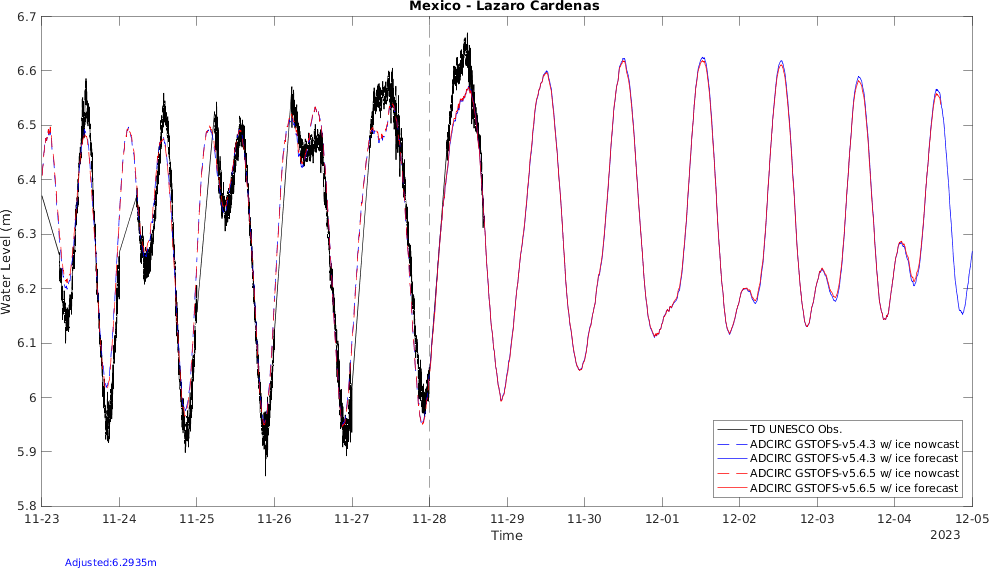 Mexico - Lazaro Cardenas
6.7
6.6
6.5
6.4
6.3
6.2
6.1
6
5.9
5.8
Water Level (m)
TD UNESCO Obs.
ADCIRC GSTOFS-v5.4.3 w/ ice nowcast
ADCIRC GSTOFS-v5.4.3 w/ ice forecast
ADCIRC GSTOFS-v5.6.5 w/ ice nowcast
ADCIRC GSTOFS-v5.6.5 w/ ice forecast
11-23 11-24 11-25 11-26 11-27 11-28 11-29 11-30 12-01 12-02 12-03 12-04 12-05
Time
2023
Adjusted:6.2935m